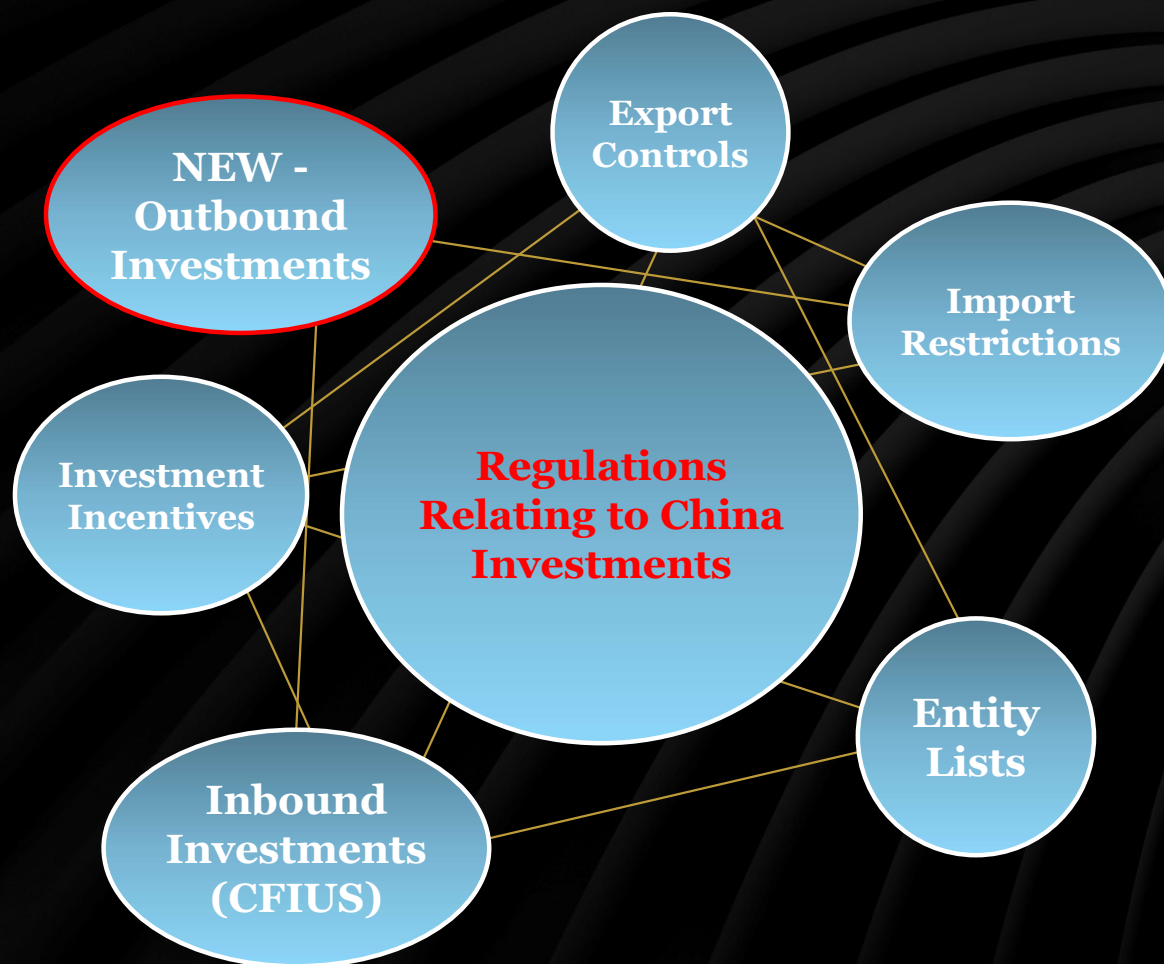 Export
Controls
NEW -
Outbound
Investments
Import
Restrictions
Investment
Incentives
Regulations
Relating to China
Investments
Entity
Lists
Inbound
Investments
(CFIUS)